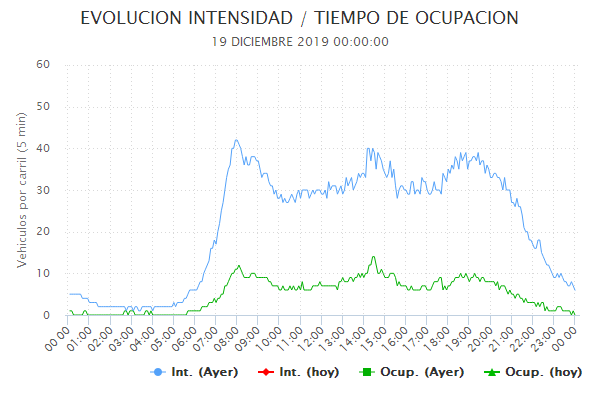 EVOLUCION INTENSIDAD / TIEMPO DE OCUPACION
19 DICIEMBRE 2019 00:00:00
Vehiculos por carril (5 min)
60
50
40
30
20
10
0
00:00 01:00 02:00 03:00 04:00 05:00 06:00 07:00 08:00 09:00 10:00 11:00 12:00 13:00 14:00 15:00 16:00 17:00 18:00 19:00 20:00 21:00 22:00 23:00 00:00
Int. (Ayer) Int. (hoy) Ocup. (Ayer) Ocup. (hoy)